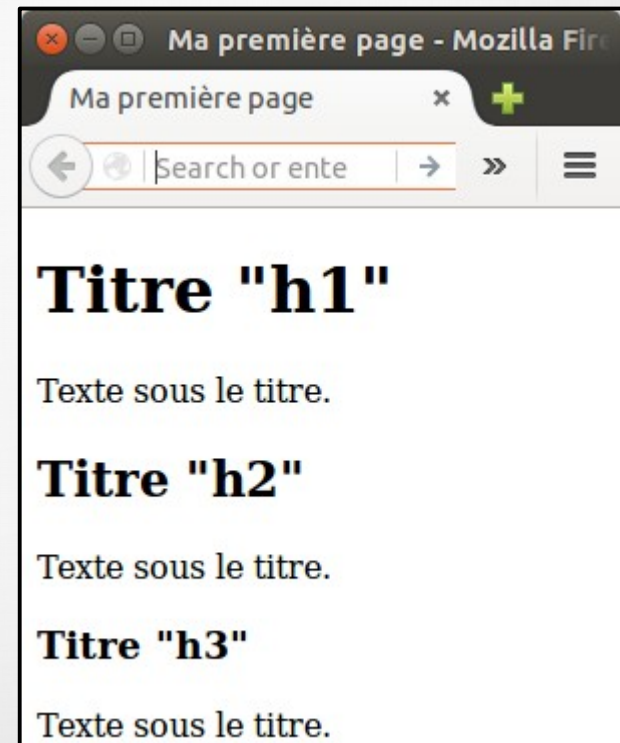 Ma première page - Mozilla Fire
Ma première page
Search or ente
Titre "h1"
Texte sous le titre.
Titre "h2"
Texte sous le titre.
Titre "h3"
Texte sous le titre.